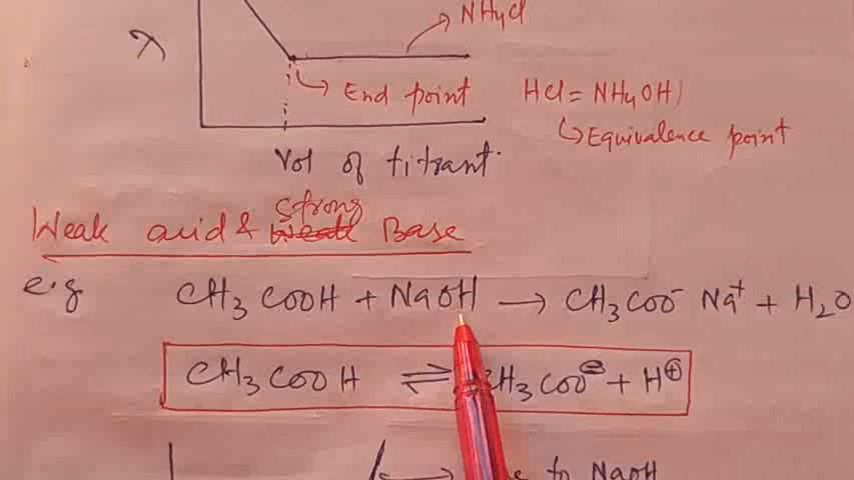 NH4Cl
End point
HCl = NH4OH
Equivalence point
Vol of titrant
strong
Weak acid & Base
e.g CH3COOH + NaOH → CH3COO⁻ Na⁺ + H2O
CH3COOH ⇌ CH3COO⊖ + H⊕
to NaOH